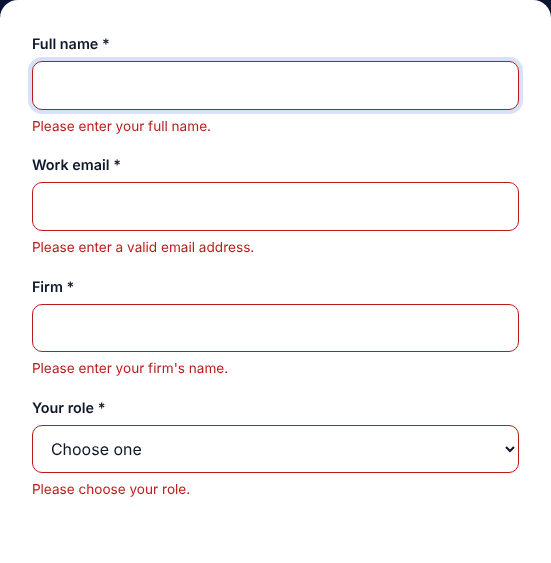 Full name *
Please enter your full name.
Work email *
Please enter a valid email address.
Firm *
Please enter your firm's name.
Your role *
Choose one
Please choose your role.